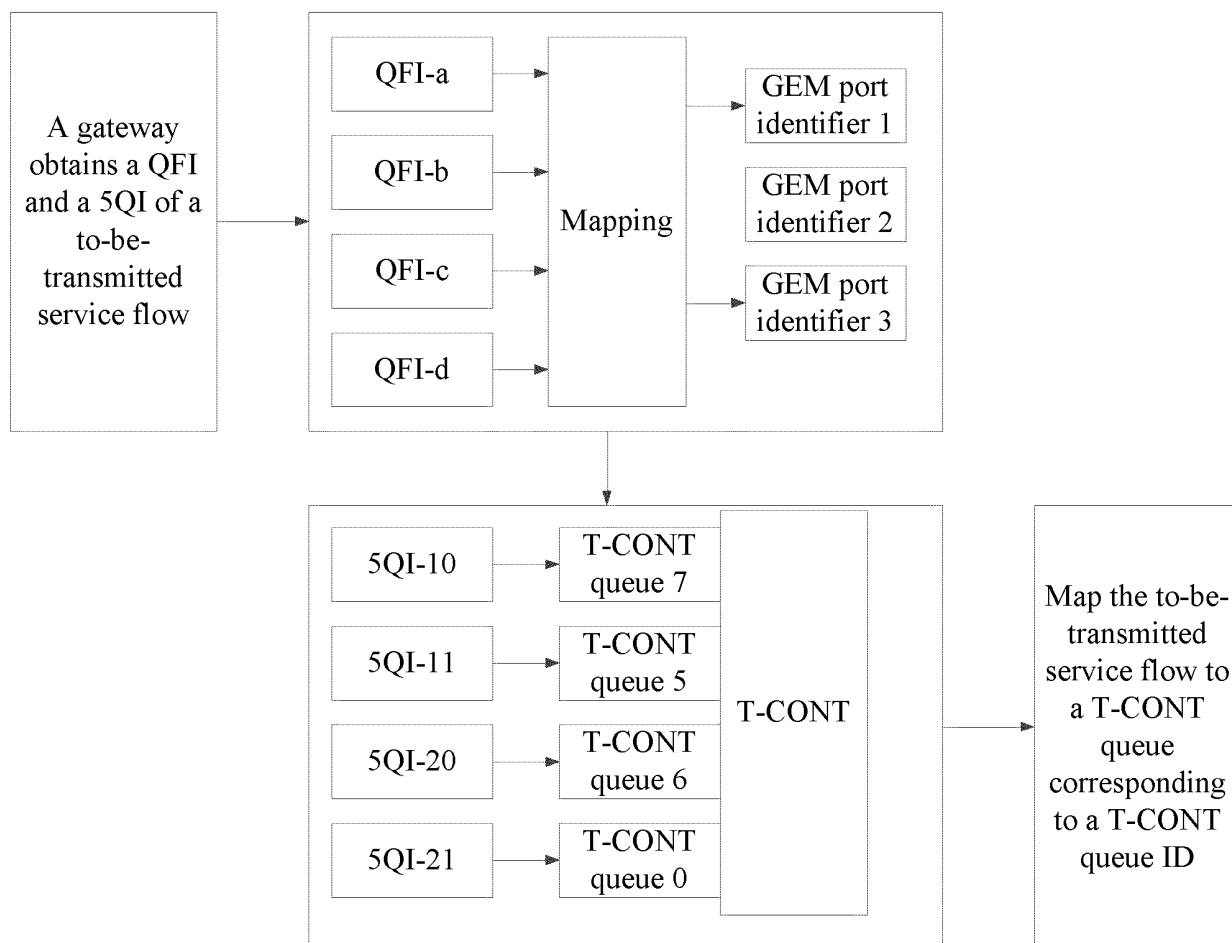 A gateway
obtains a QFI
and a 5QI of a
to-be-
transmitted
service flow
QFI-a
QFI-b
QFI-c
QFI-d
Mapping
GEM port
identifier 1
GEM port
identifier 2
GEM port
identifier 3
5QI-10
5QI-11
5QI-20
5QI-21
T-CONT
queue 7
T-CONT
queue 5
T-CONT
queue 6
T-CONT
queue 0
T-CONT
Map the to-be-
transmitted
service flow to
a T-CONT
queue
corresponding
to a T-CONT
queue ID